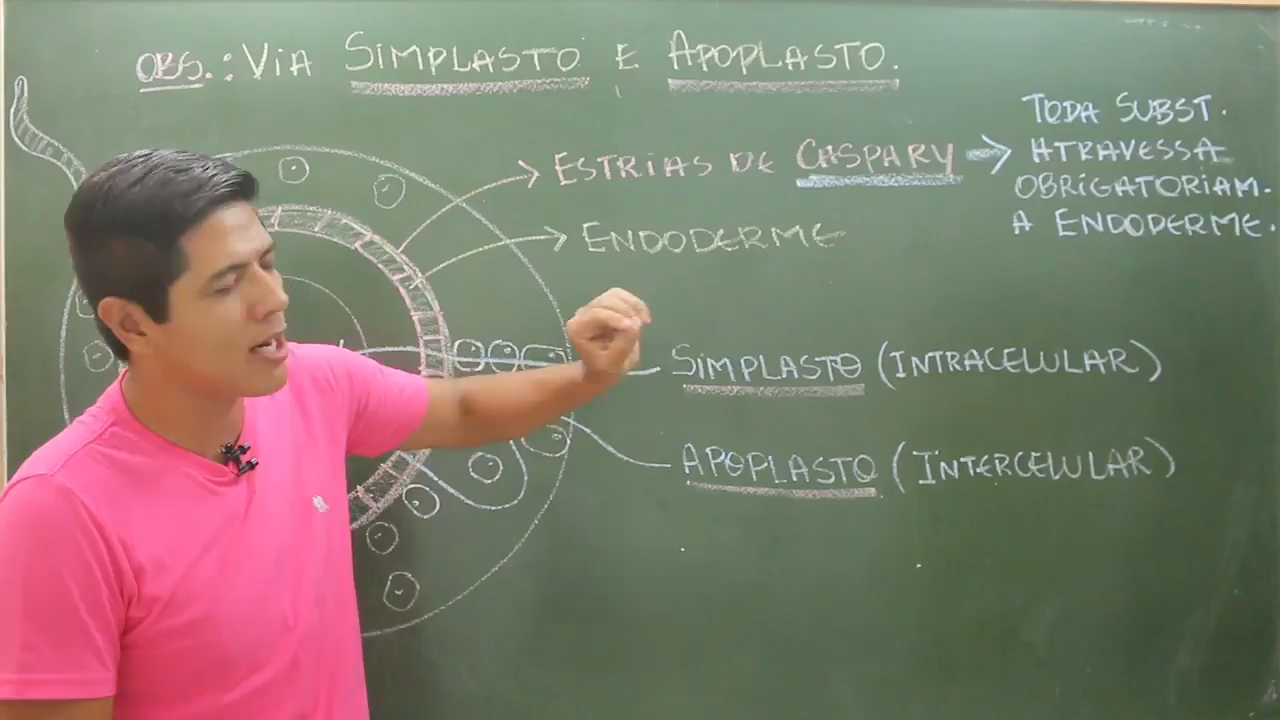 OBS.: VIA SIMPLASTO E APOPLASTO.
ESTRIAS DE CASPARY → TODA SUBST.
ATRAVESSA
OBRIGATORIAM.
A ENDODERME.
ENDODERME
SIMPLASTO (INTRACELULAR)
APOPLASTO (INTERCELULAR)